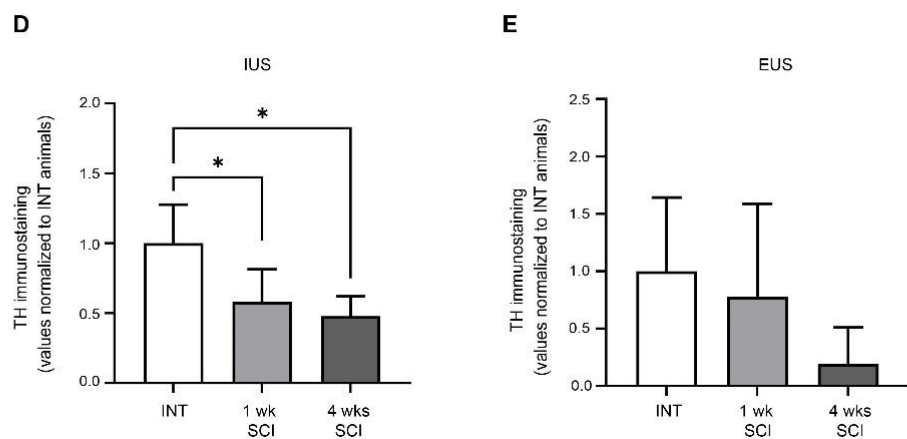 D
IUS
TH immunostaining
(values normalized to INT animals)
2.0
1.5
1.0
0.5
0.0
*
*
INT
1 wk
SCI
4 wks
SCI
E
EUS
TH immunostaining
(values normalized to INT animals)
2.5
2.0
1.5
1.0
0.5
0.0
INT
1 wk
SCI
4 wks
SCI